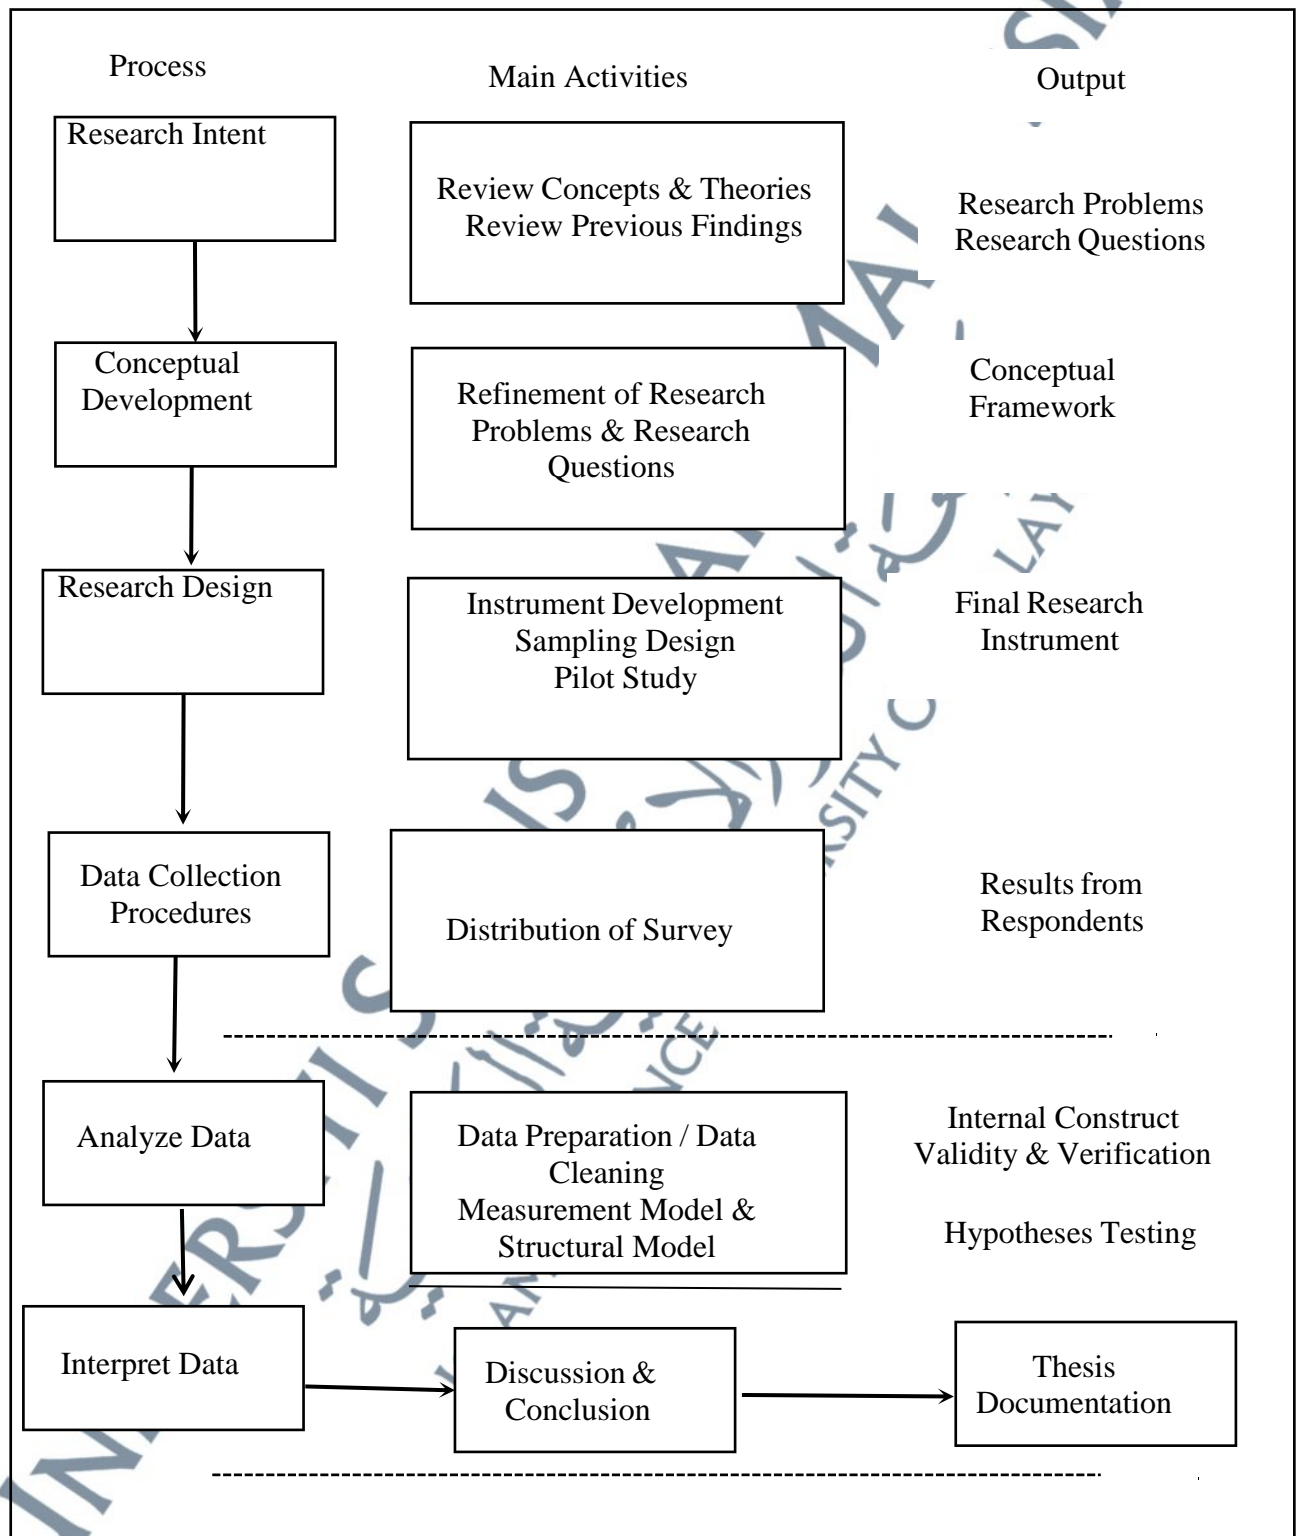 Process
Main Activities
Output
Research Intent
Review Concepts & Theories
Review Previous Findings
Research Problems
Research Questions
Conceptual
Development
Refinement of Research
Problems & Research
Questions
Conceptual
Framework
Research Design
Instrument Development
Sampling Design
Pilot Study
Final Research
Instrument
Data Collection
Procedures
Distribution of Survey
Results from
Respondents
Analyze Data
Data Preparation / Data
Cleaning
Measurement Model &
Structural Model
Internal Construct
Validity & Verification
Hypotheses Testing
Interpret Data
Discussion &
Conclusion
Thesis
Documentation